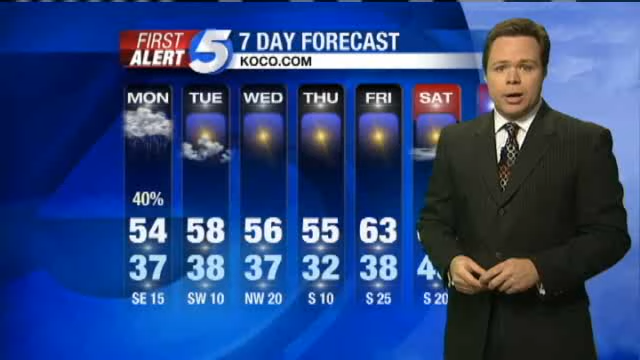 FIRST ALERT 5 7 DAY FORECAST
KOCO.COM
MON TUE WED THU FRI SAT
40%
54 58 56 55 63
37 38 37 32 38
SE 15 SW 10 NW 20 S 10 S 25 S 20